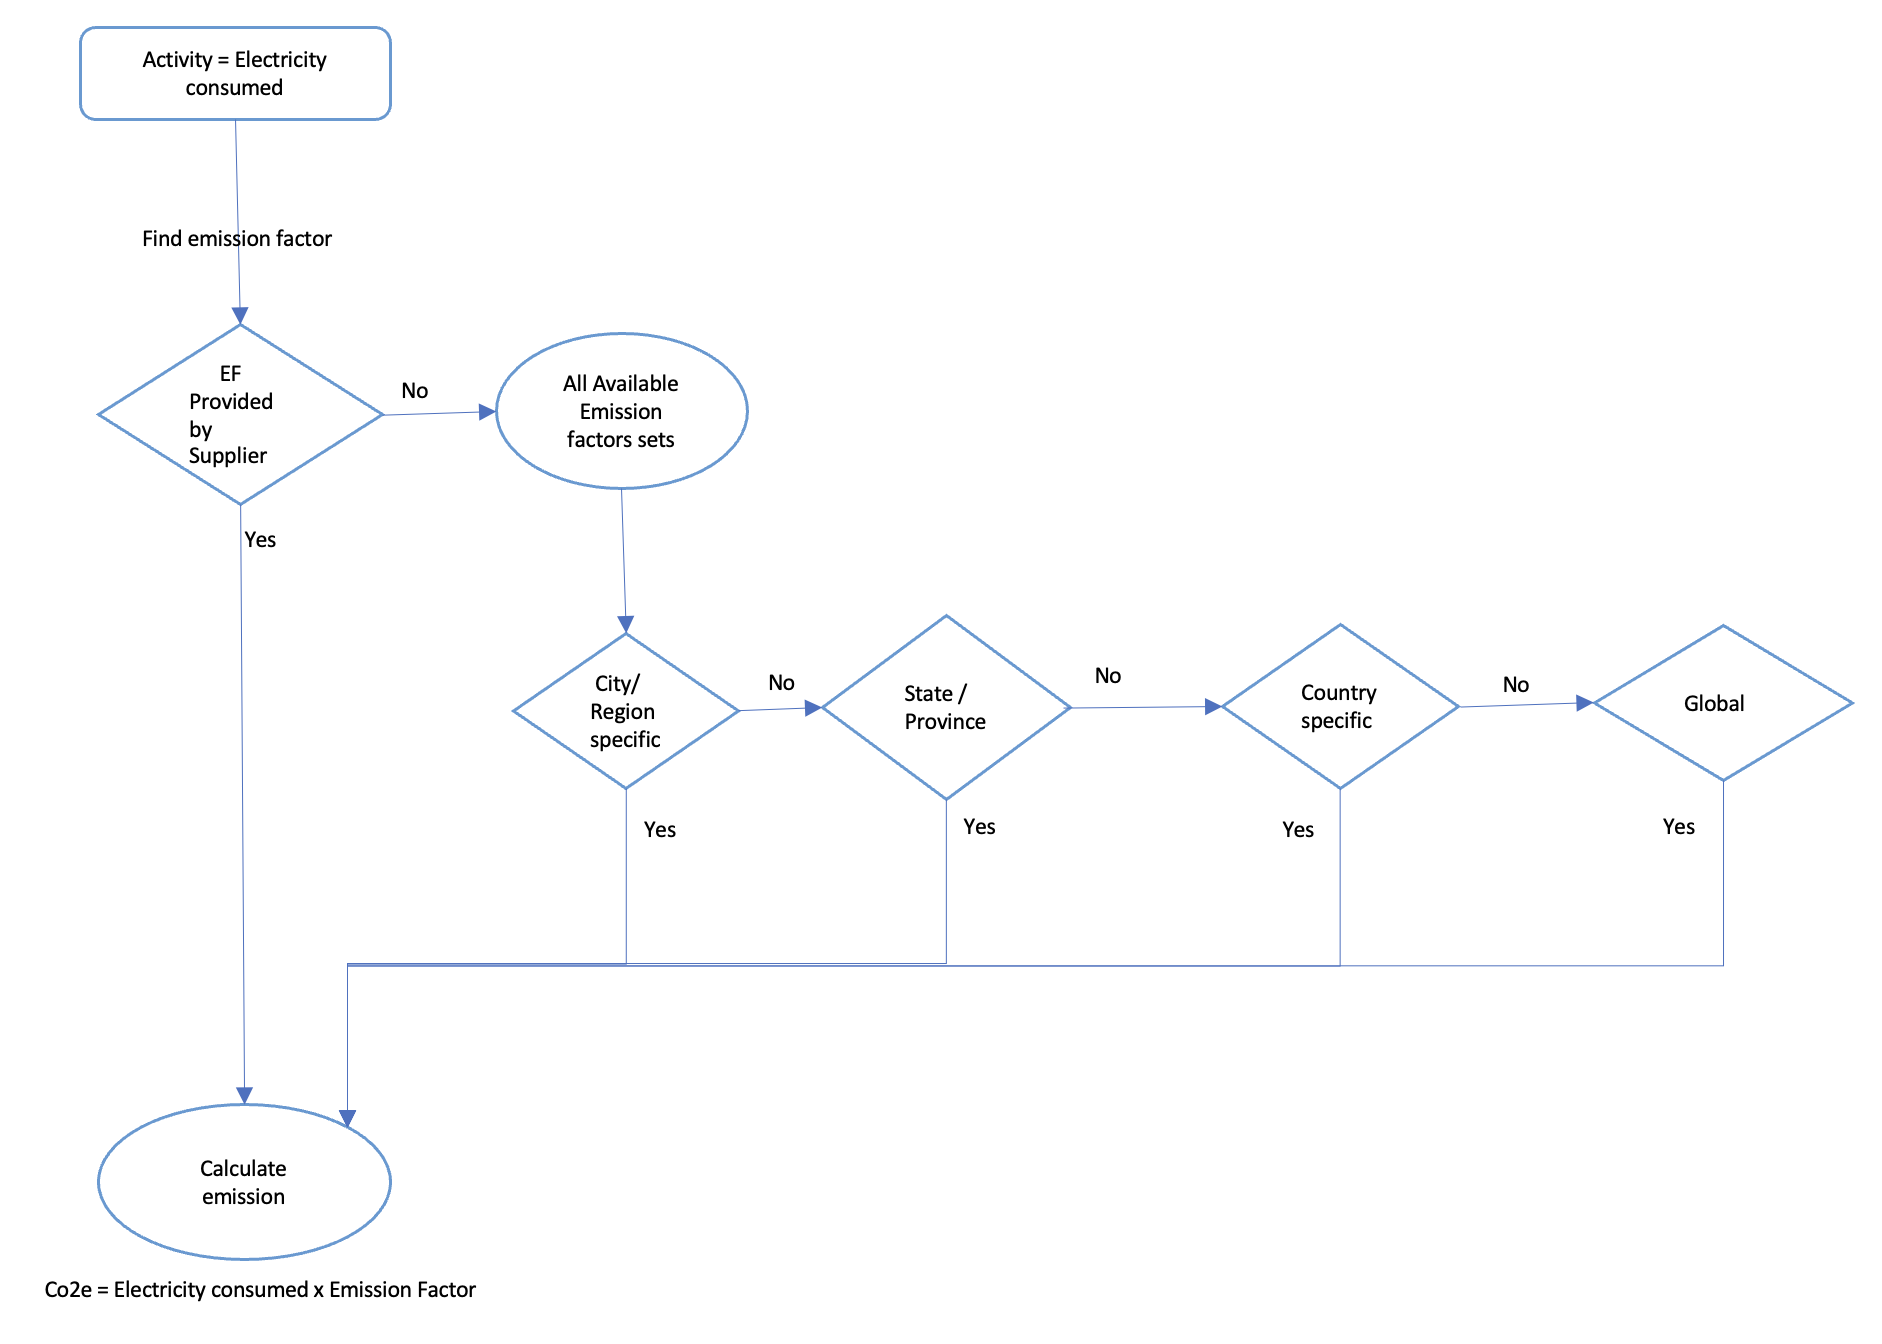 Activity = Electricity
consumed
Find emission factor
EF
Provided
by
Supplier
No
All Available
Emission
factors sets
Yes
City/
Region
specific
No
State /
Province
No
Country
specific
No
Global
Yes
Yes
Yes
Yes
Calculate
emission
Co2e = Electricity consumed x Emission Factor